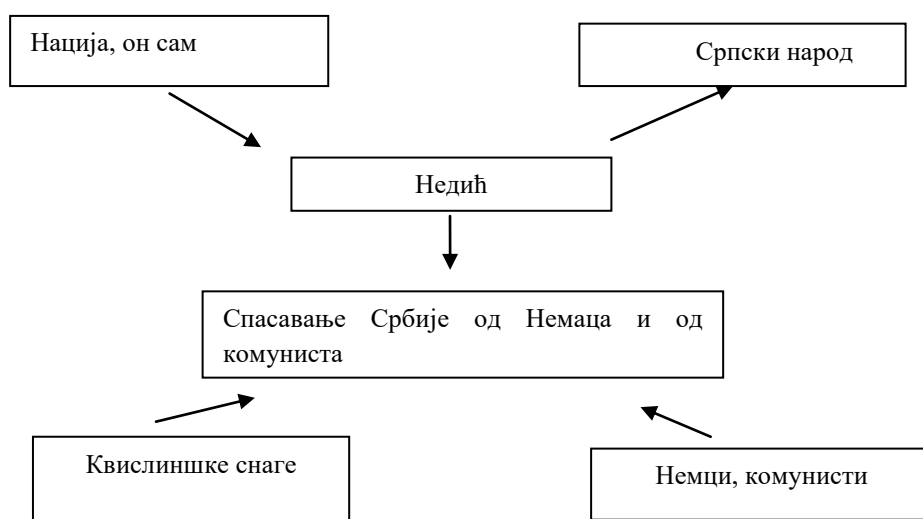 Нација, он сам
Српски народ
Недић
Спасавање Србије од Немаца и од
комуниста
Квислиншке снаге
Немци, комунисти